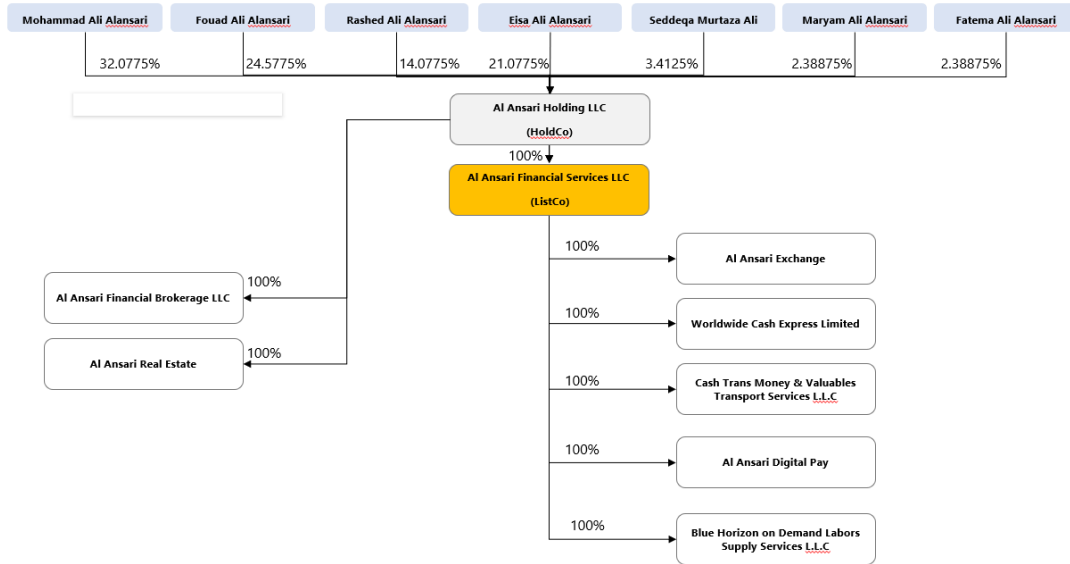 Mohammad Ali Alansari
Fouad Ali Alansari
Rashed Ali Alansari
Eisa Ali Alansari
Seddeqa Murtaza Ali
Maryam Ali Alansari
Fatema Ali Alansari
32.0775%
24.5775%
14.0775%
21.0775%
3.4125%
2.38875%
2.38875%
Al Ansari Holding LLC
(HoldCo)
100%
Al Ansari Financial Services LLC
(ListCo)
100%
Al Ansari Exchange
100%
Al Ansari Financial Brokerage LLC
100%
Worldwide Cash Express Limited
100%
Al Ansari Real Estate
100%
Cash Trans Money & Valuables
Transport Services L.L.C
100%
Al Ansari Digital Pay
100%
Blue Horizon on Demand Labors
Supply Services L.L.C